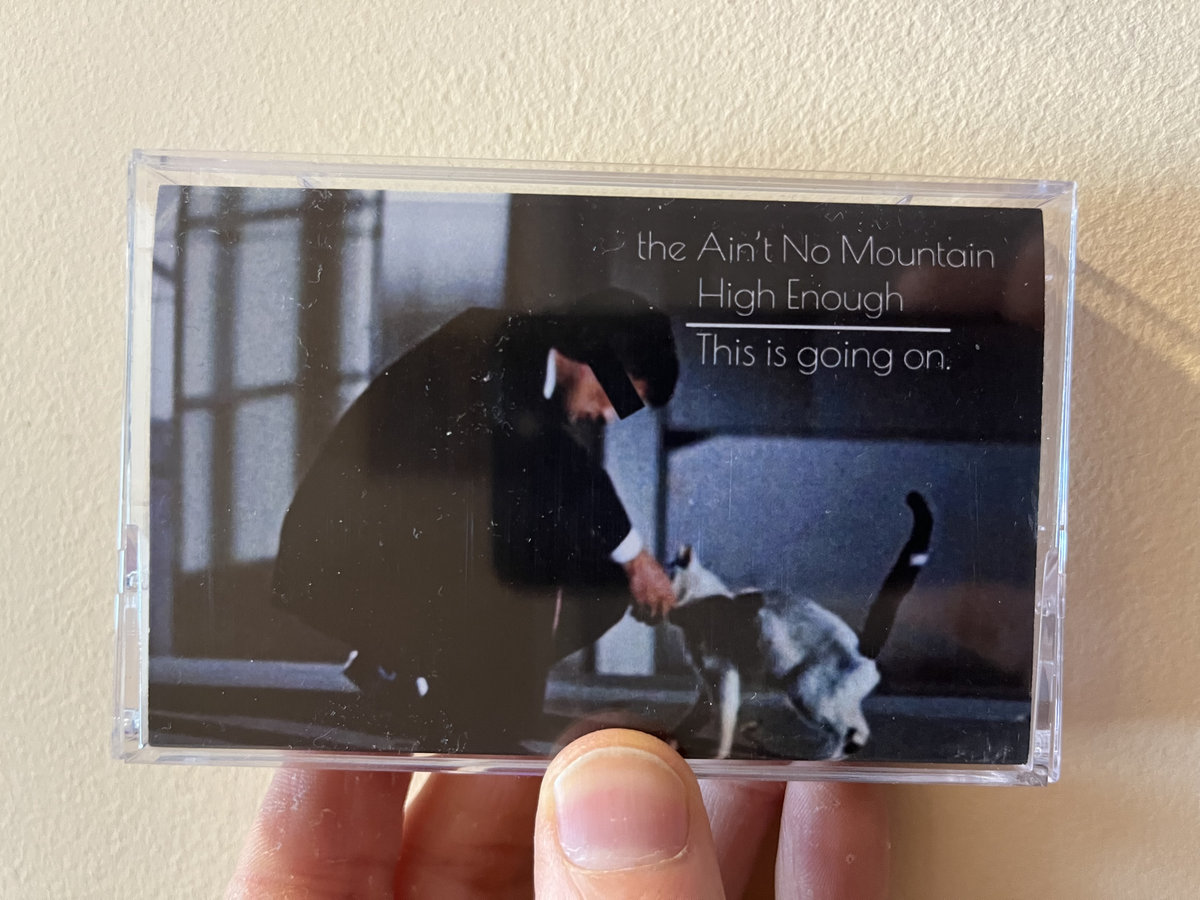 the Ain't No Mountain
High Enough
This is going on.